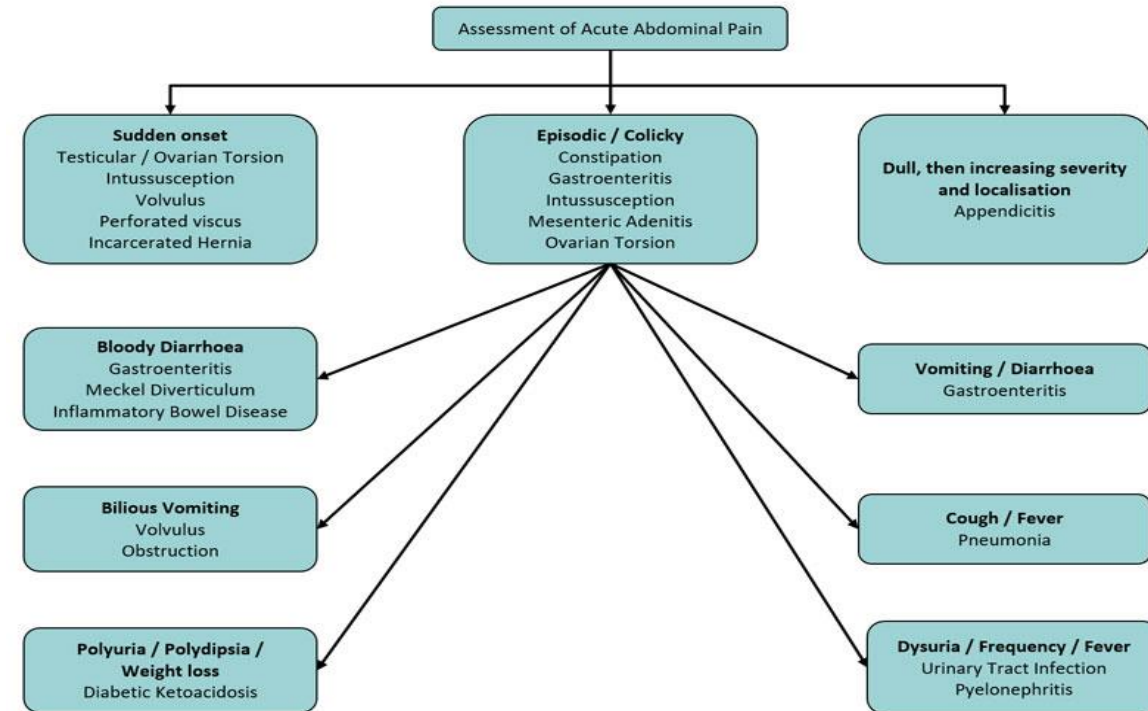 Assessment of Acute Abdominal Pain
Sudden onset
Testicular / Ovarian Torsion
Intussusception
Volvulus
Perforated viscus
Incarcerated Hernia
Episodic / Colicky
Constipation
Gastroenteritis
Intussusception
Mesenteric Adenitis
Ovarian Torsion
Dull, then increasing severity
and localisation
Appendicitis
Bloody Diarrhoea
Gastroenteritis
Meckel Diverticulum
Inflammatory Bowel Disease
Vomiting / Diarrhoea
Gastroenteritis
Bilious Vomiting
Volvulus
Obstruction
Cough / Fever
Pneumonia
Polyuria / Polydipsia /
Weight loss
Diabetic Ketoacidosis
Dysuria / Frequency / Fever
Urinary Tract Infection
Pyelonephritis